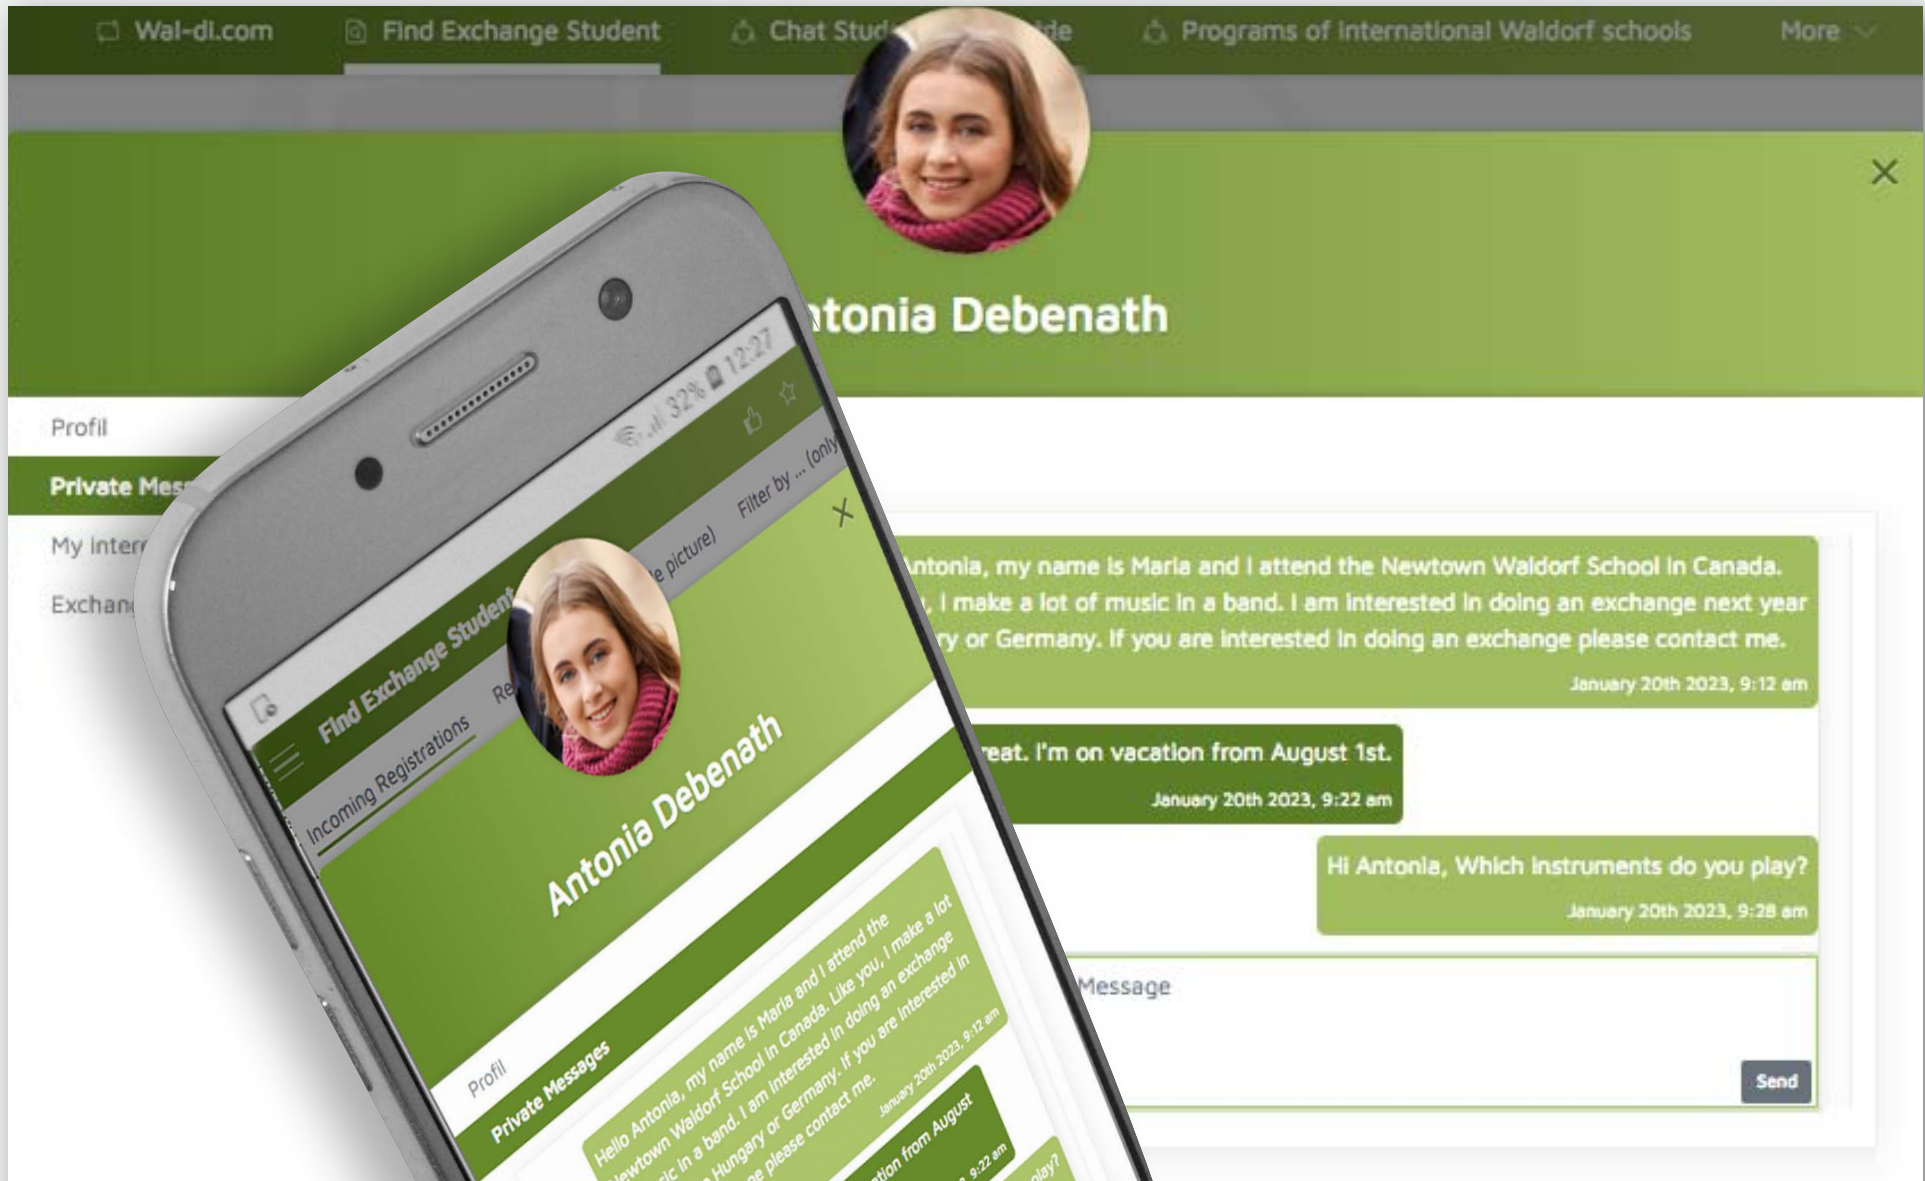 Wal-dl.com
Find Exchange Student
Chat Stud
de
Programs of International Waldorf schools
More
ntonia Debenath
Profil
Private Mes
My Inter
Exchan
ntonia, my name is Maria and I attend the Newtown Waldorf School in Canada.
, I make a lot of music in a band. I am interested in doing an exchange next year
ry or Germany. If you are interested in doing an exchange please contact me.
January 20th 2023, 9:12 am
reat. I'm on vacation from August 1st.
January 20th 2023, 9:22 am
Hi Antonia, Which instruments do you play?
January 20th 2023, 9:28 am
Message
Send
32% 12:27
Find Exchange Student
Incoming Registrations
Re
le picture)
Filter by ... (only
Antonia Debenath
Profil
Private Messages
Hello Antonia, my name is Maria and I attend the
Newtown Waldorf School in Canada. Like you, I make a lot
sic in a band. I am interested in doing an exchange
Hungary or Germany. If you are interested in
ge please contact me.
January 20th 2023, 9:12 am
tion from August
9:22 am
play?